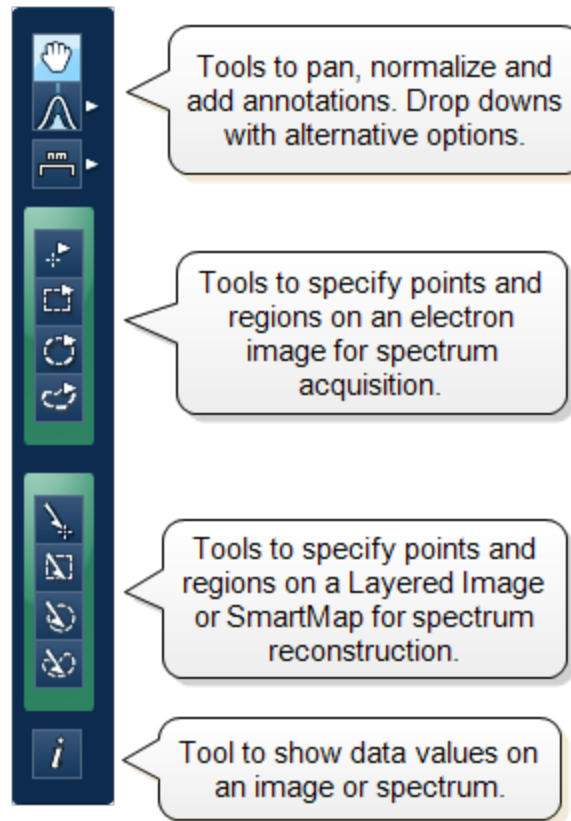 Tools to pan, normalize and
add annotations. Drop downs
with alternative options.
nm
Tools to specify points and
regions on an electron
image for spectrum
acquisition.
Tools to specify points and
regions on a Layered Image
or SmartMap for spectrum
reconstruction.
i
Tool to show data values on
an image or spectrum.